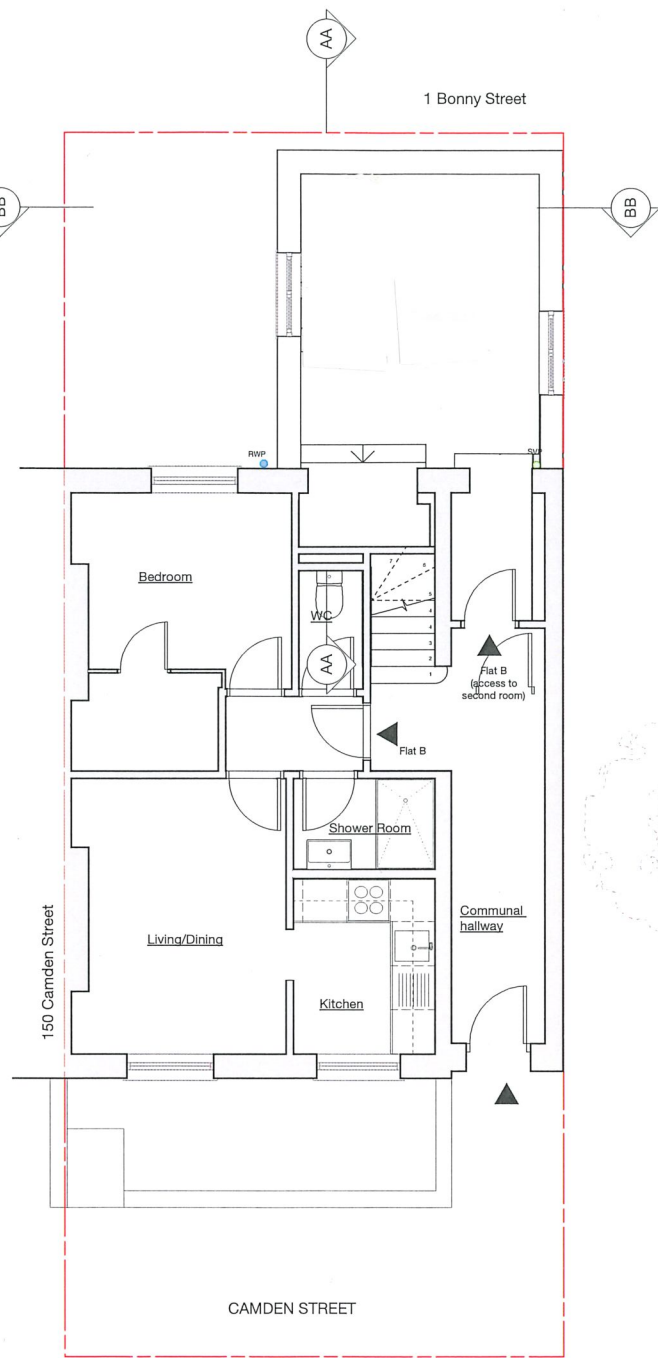 AA
1 Bonny Street
BB
BB
RWP
SVP
Bedroom
WC
7
6
5
4
4
3
2
1
AA
Flat B
(access to
second room)
Flat B
Shower Room
Living/Dining
Kitchen
Communal
hallway
150 Camden Street
CAMDEN STREET